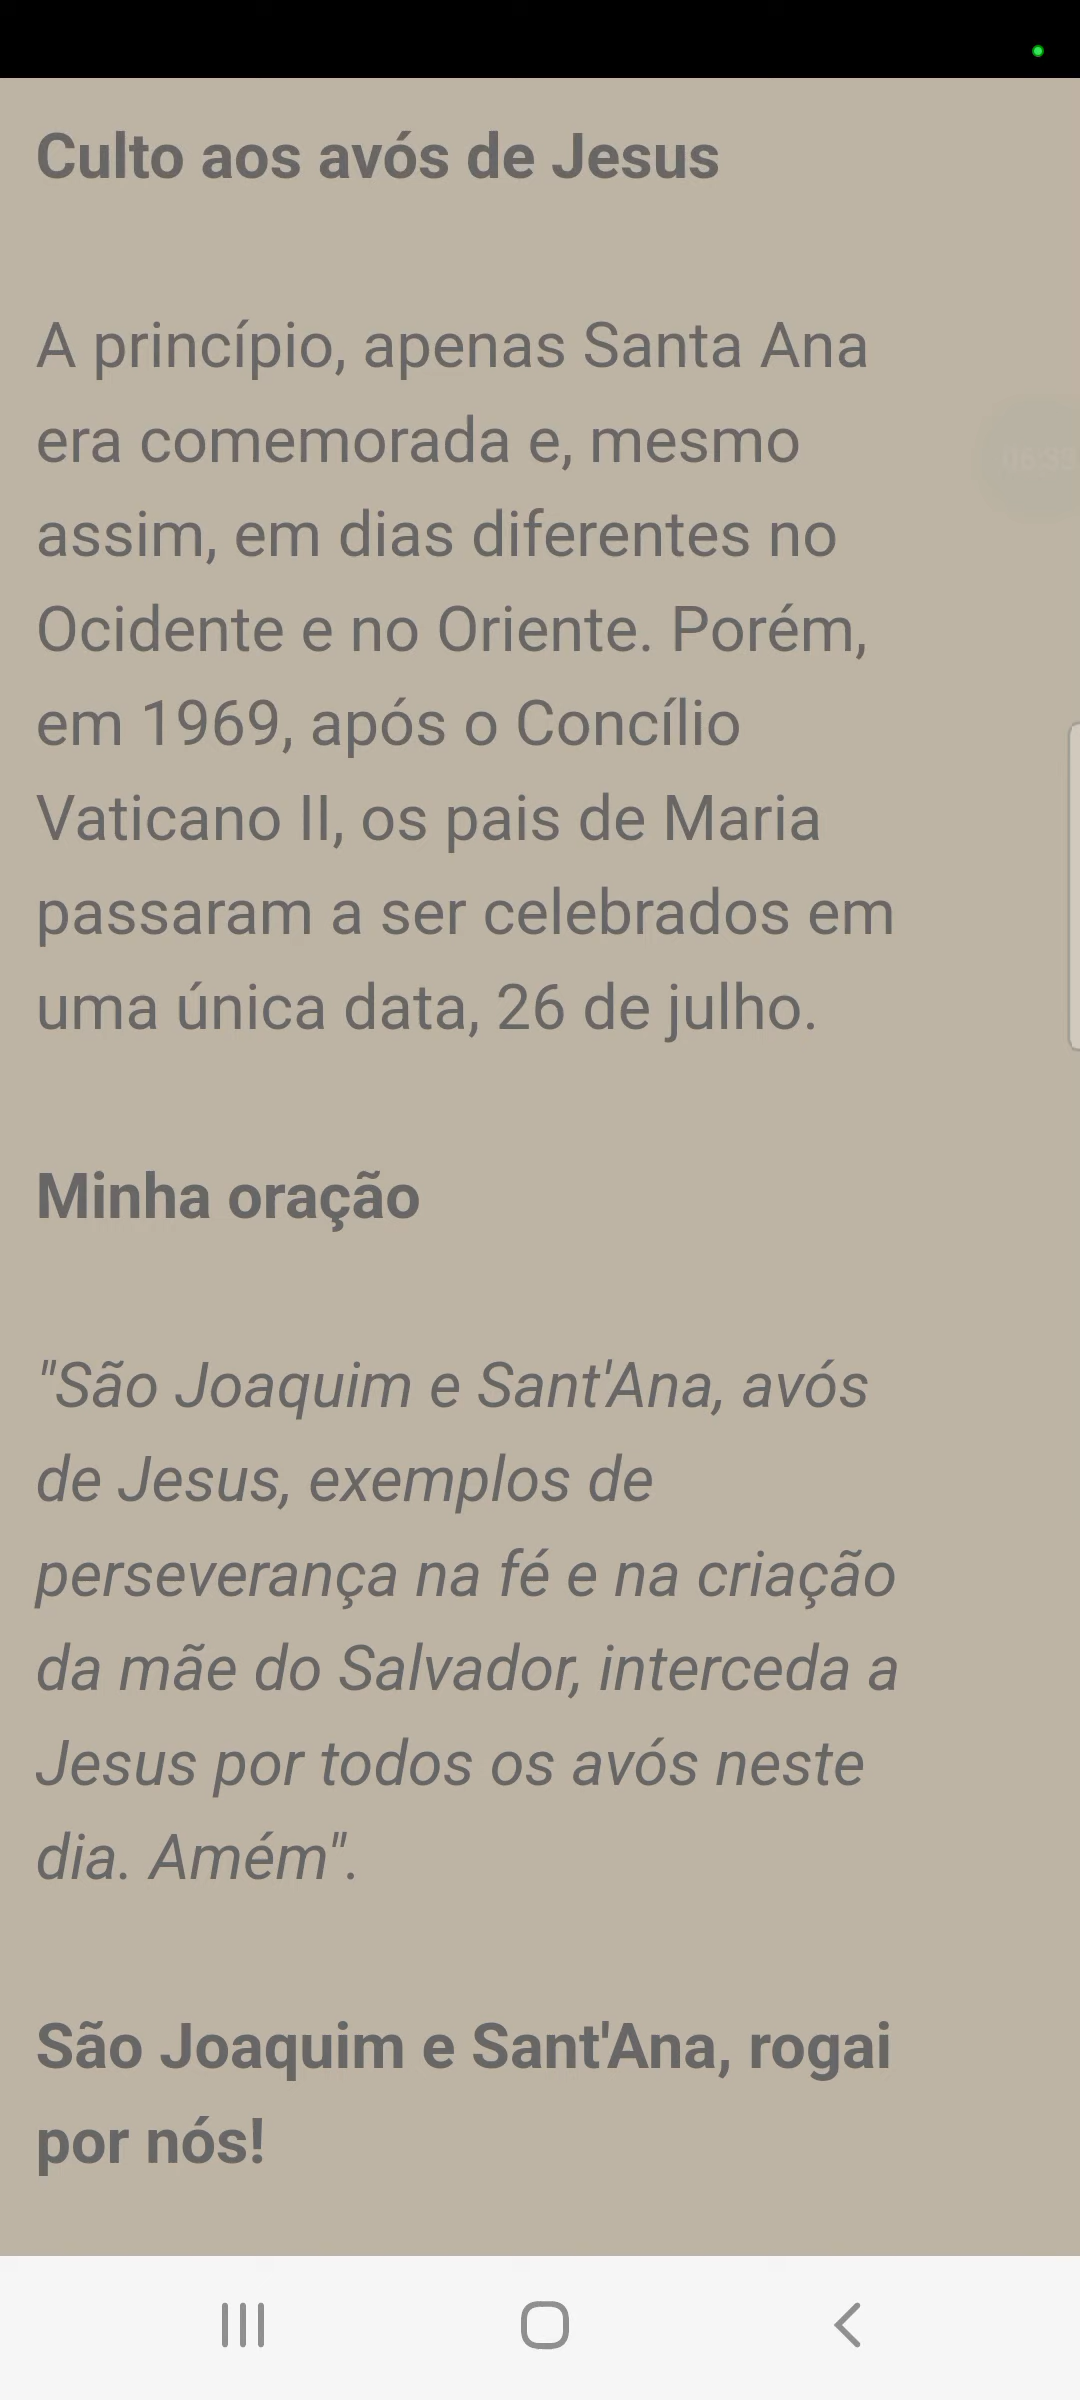 Culto aos avós de Jesus
A princípio, apenas Santa Ana
era comemorada e, mesmo
assim, em dias diferentes no
Ocidente e no Oriente. Porém,
em 1969, após o Concílio
Vaticano II, os pais de Maria
passaram a ser celebrados em
uma única data, 26 de julho.
Minha oração
"São Joaquim e Sant'Ana, avós
de Jesus, exemplos de
perseverança na fé e na criação
da mãe do Salvador, interceda a
Jesus por todos os avós neste
dia. Amém".
São Joaquim e Sant'Ana, rogai
por nós!